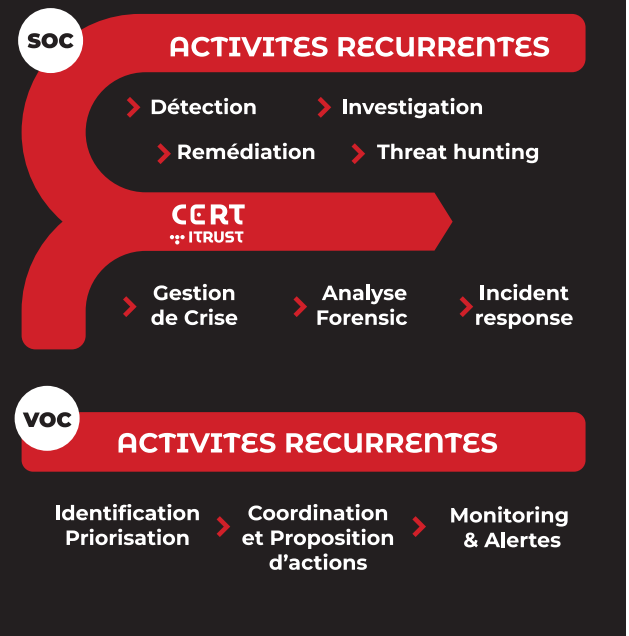 SOC
ACTIVITES RECURRENTES
Détection
Investigation
Remédiation
Threat hunting
CERT
ITRUST
Gestion
de Crise
Analyse
Forensic
Incident
response
VOC
ACTIVITES RECURRENTES
Identification
Priorisation
Coordination
et Proposition
d'actions
Monitoring
& Alertes